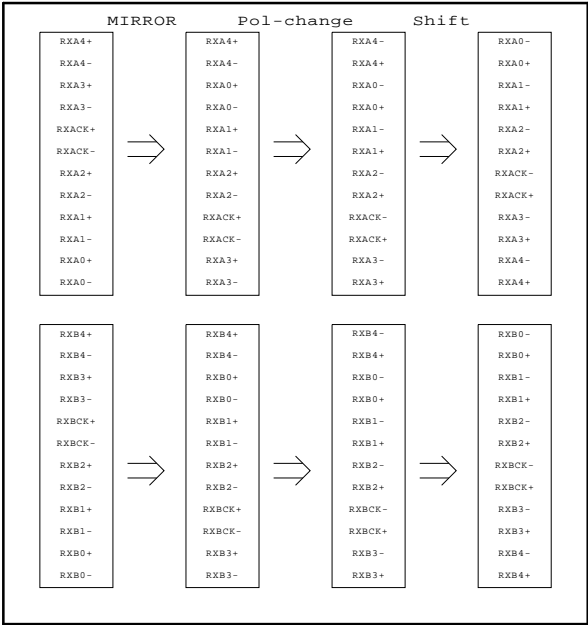 MIRROR Pol-change Shift
RXA4+ RXA4+ RXA4- RXA0-
RXA4- RXA4- RXA4+ RXA0+
RXA3+ RXA0+ RXA0- RXA1-
RXA3- RXA0- RXA0+ RXA1+
RXACK+ RXA1+ RXA1- RXA2-
RXACK- RXA1- RXA1+ RXA2+
RXA2+ RXA2+ RXA2- RXACK-
RXA2- RXA2- RXA2+ RXACK+
RXA1+ RXACK+ RXACK- RXA3-
RXA1- RXACK- RXACK+ RXA3+
RXA0+ RXA3+ RXA3- RXA4-
RXA0- RXA3- RXA3+ RXA4+
RXB4+ RXB4+ RXB4- RXB0-
RXB4- RXB4- RXB4+ RXB0+
RXB3+ RXB0+ RXB0- RXB1-
RXB3- RXB0- RXB0+ RXB1+
RXBCK+ RXB1+ RXB1- RXB2-
RXBCK- RXB1- RXB1+ RXB2+
RXB2+ RXB2+ RXB2- RXBCK-
RXB2- RXB2- RXB2+ RXBCK+
RXB1+ RXBCK+ RXBCK- RXB3-
RXB1- RXBCK- RXBCK+ RXB3+
RXB0+ RXB3+ RXB3- RXB4-
RXB0- RXB3- RXB3+ RXB4+